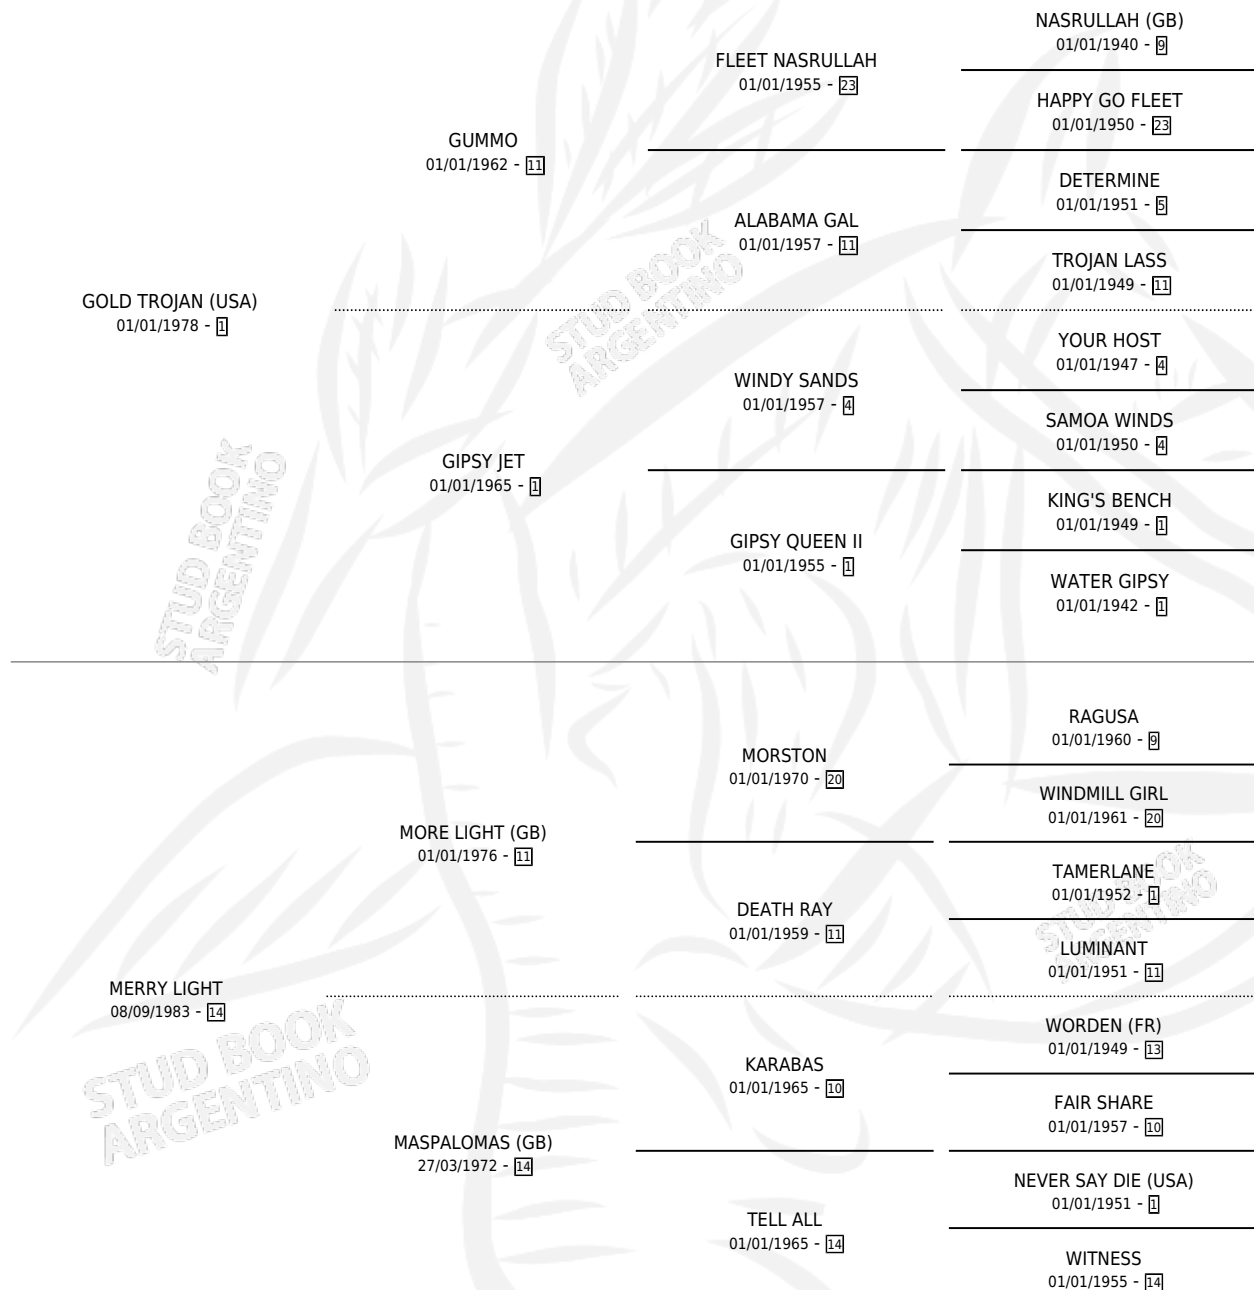 NASRULLAH (GB)
01/01/1940 - 9
FLEET NASRULLAH
01/01/1955 - 23
HAPPY GO FLEET
01/01/1950 - 23
GUMMO
01/01/1962 - 11
DETERMINE
01/01/1951 - 5
ALABAMA GAL
01/01/1957 - 11
TROJAN LASS
01/01/1949 - 11
GOLD TROJAN (USA)
01/01/1978 - 1
YOUR HOST
01/01/1947 - 4
WINDY SANDS
01/01/1957 - 4
SAMOA WINDS
01/01/1950 - 4
GIPSY JET
01/01/1965 - 1
KING'S BENCH
01/01/1949 - 1
GIPSY QUEEN II
01/01/1955 - 1
WATER GIPSY
01/01/1942 - 1
STUD BOOK
ARGENTINO
STUD BOOK
ARGENTINO
RAGUSA
01/01/1960 - 9
MORSTON
01/01/1970 - 20
WINDMILL GIRL
01/01/1961 - 20
MORE LIGHT (GB)
01/01/1976 - 11
TAMERLANE
01/01/1952 - 1
DEATH RAY
01/01/1959 - 11
LUMINANT
01/01/1951 - 11
MERRY LIGHT
08/09/1983 - 14
WORDEN (FR)
01/01/1949 - 13
KARABAS
01/01/1965 - 10
FAIR SHARE
01/01/1957 - 10
MASPALOMAS (GB)
27/03/1972 - 14
NEVER SAY DIE (USA)
01/01/1951 - 1
TELL ALL
01/01/1965 - 14
WITNESS
01/01/1955 - 14
STUD BOOK
ARGENTINO
STUD BOOK
ARGENTINO